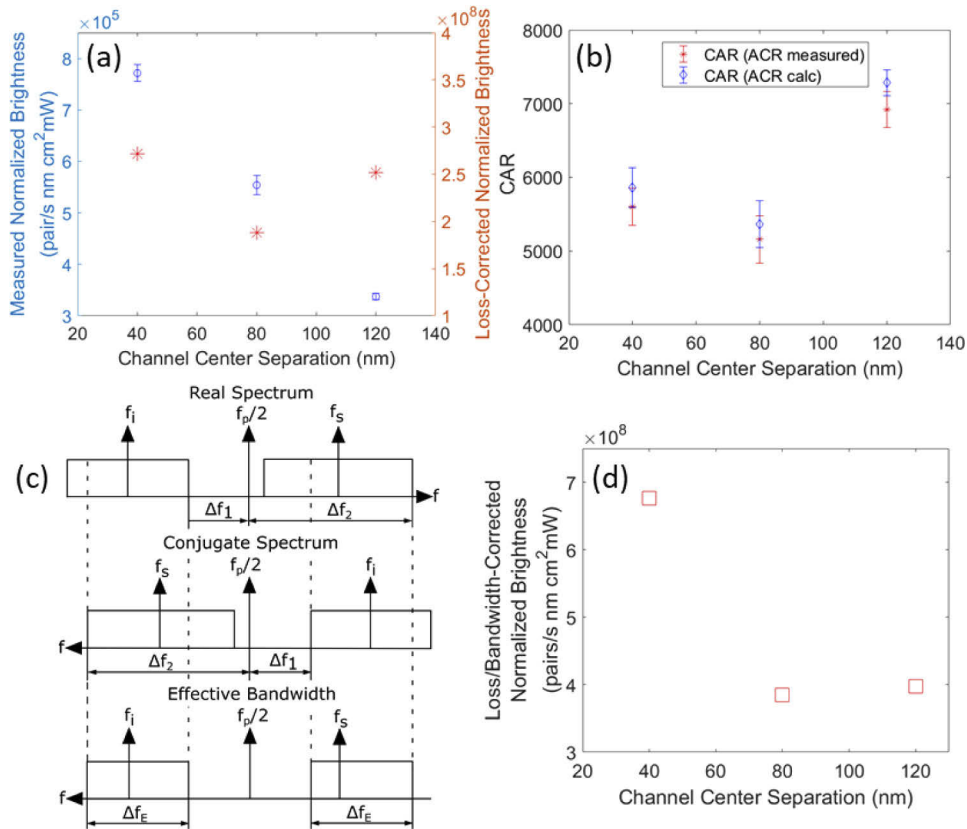 (a)
×10⁵
×10⁸
Measured Normalized Brightness
(pair/s nm cm²mW)
8
7
6
5
4
3
4
3.5
3
2.5
2
1.5
1
Loss-Corrected Normalized Brightness
20 40 60 80 100 120 140
Channel Center Separation (nm)
(b)
CAR (ACR measured)
CAR (ACR calc)
CAR
8000
7000
6000
5000
4000
20 40 60 80 100 120 140
Channel Center Separation (nm)
(c)
Real Spectrum
fᵢ fₚ/2 fₛ
f
Δf₁ Δf₂
Conjugate Spectrum
fₛ fₚ/2 fᵢ
f
Δf₂ Δf₁
Effective Bandwidth
fᵢ fₚ/2 fₛ
f
Δf_E Δf_E
(d)
×10⁸
Loss/Bandwidth-Corrected
Normalized Brightness
(pairs/s nm cm²mW)
7
6
5
4
3
20 40 60 80 100 120
Channel Center Separation (nm)